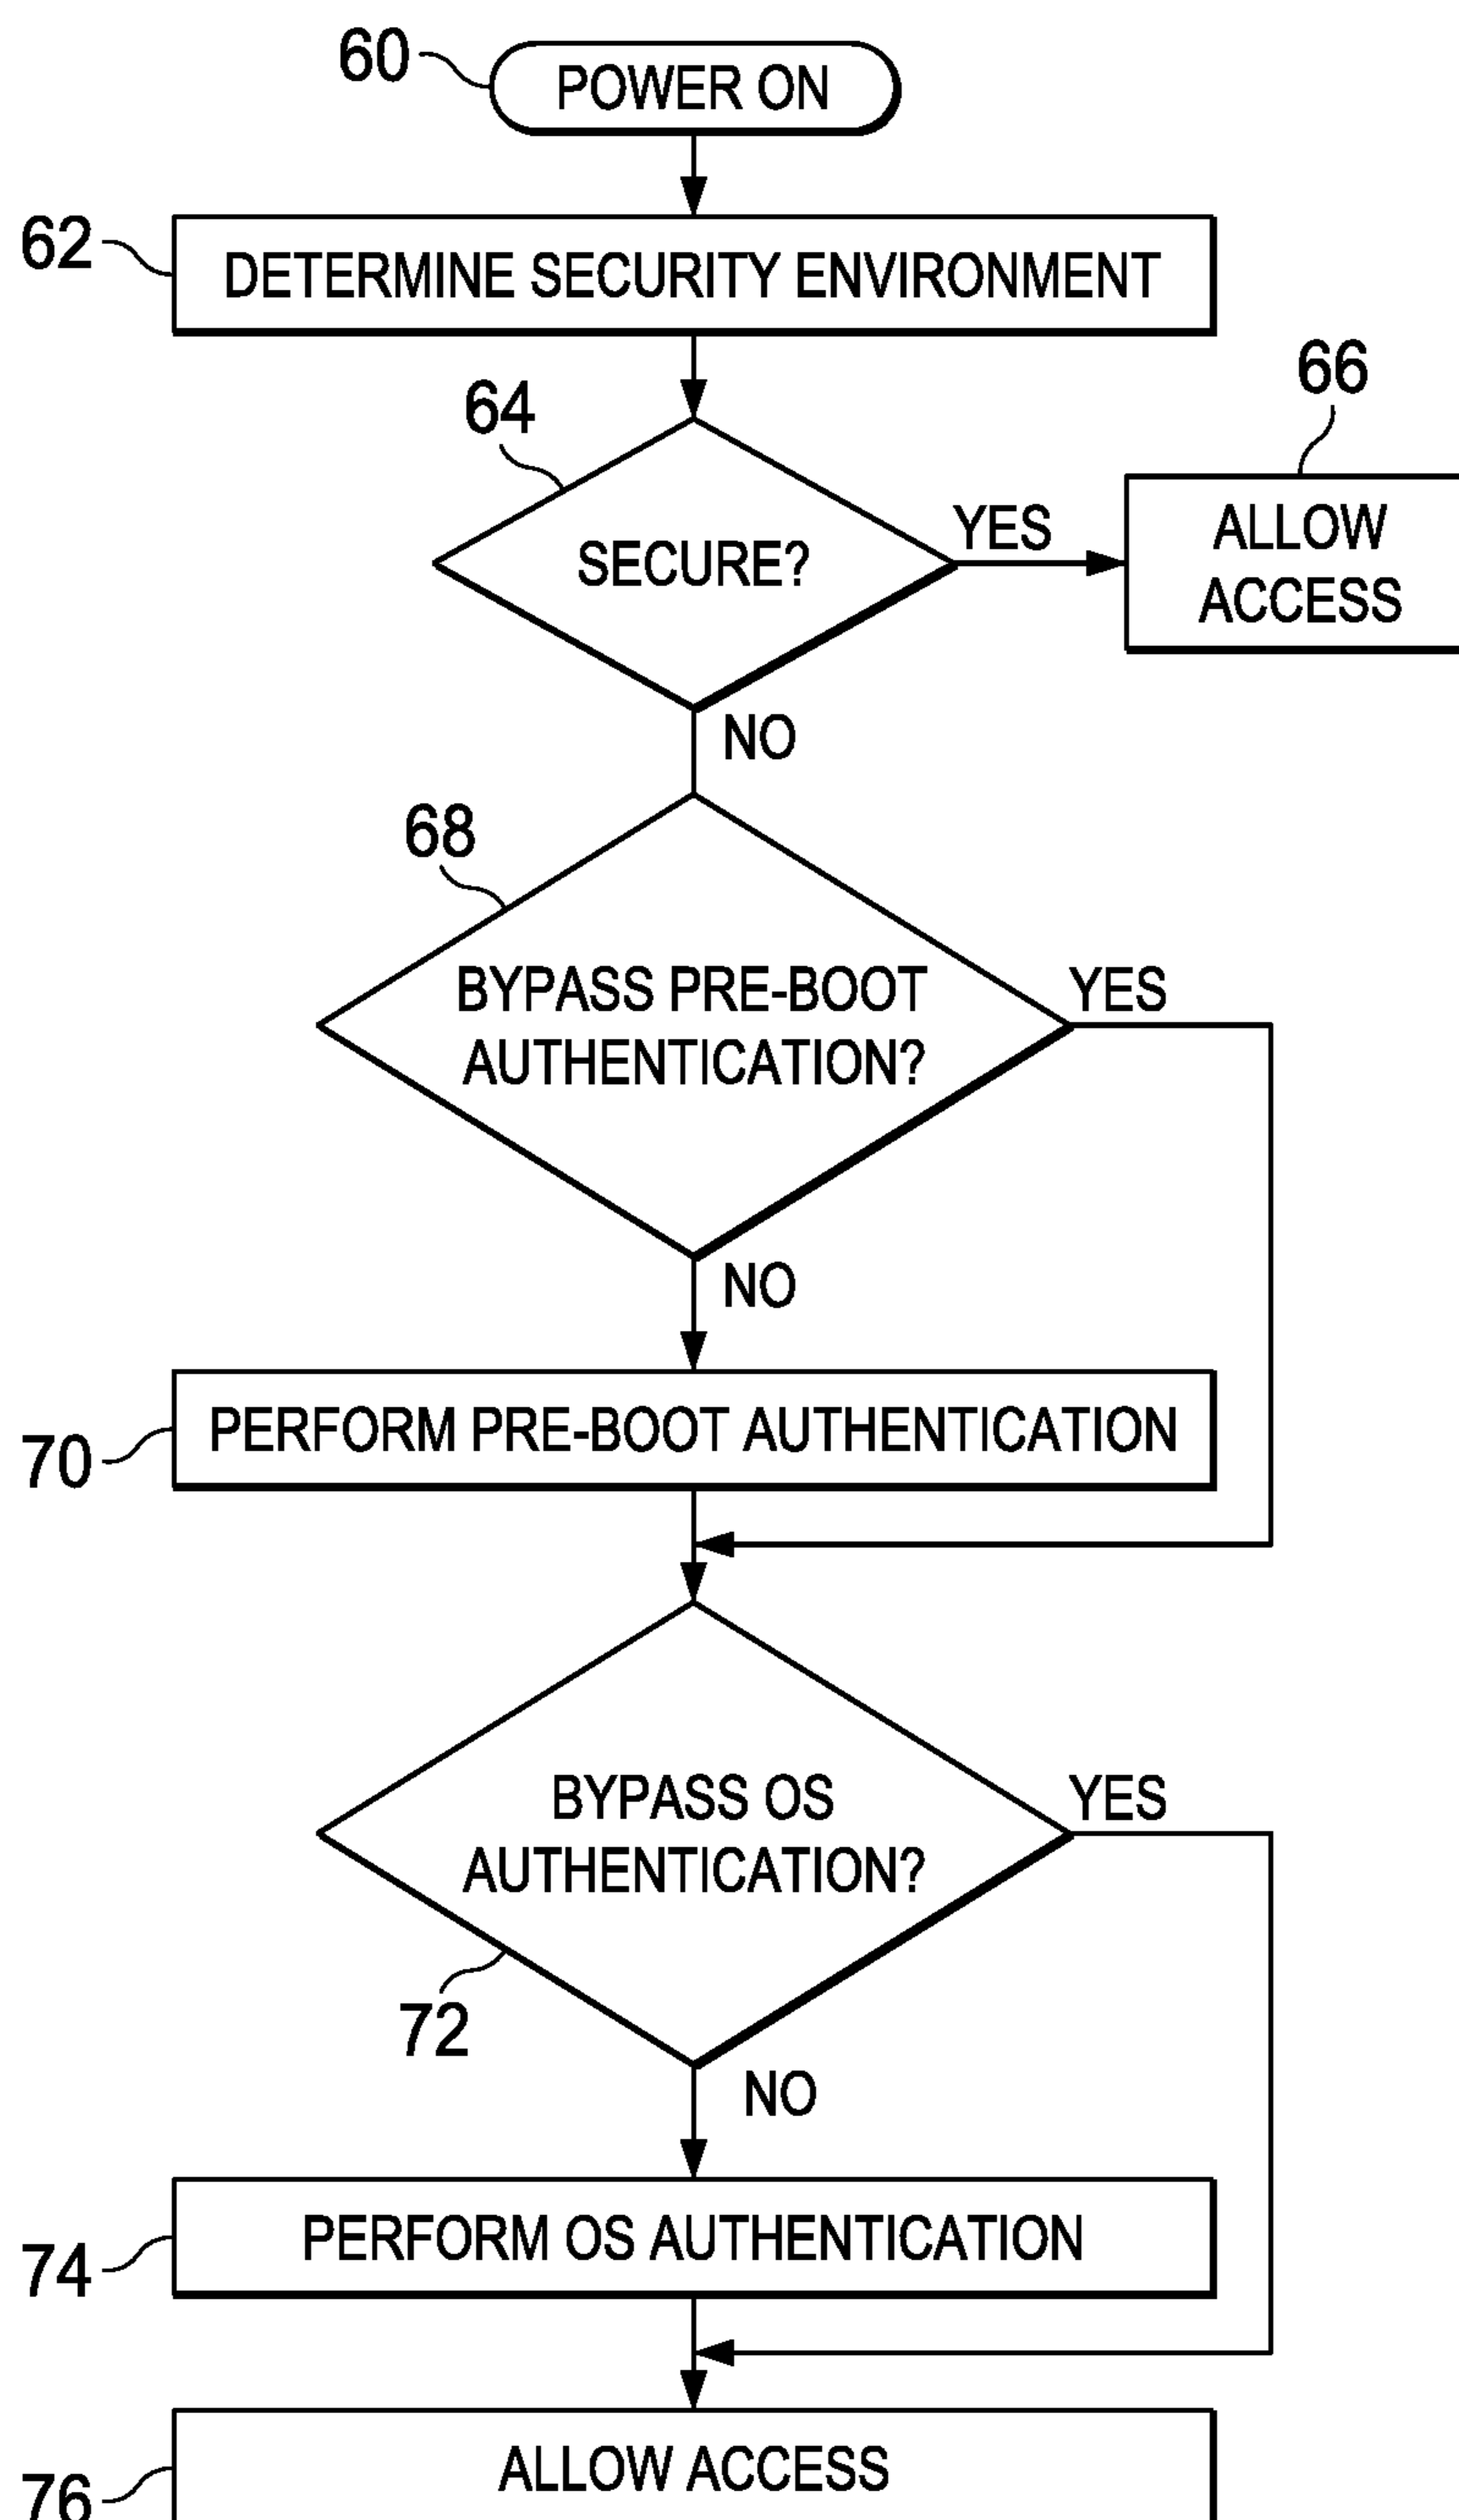 60
POWER ON
62
DETERMINE SECURITY ENVIRONMENT
64
SECURE?
YES
66
ALLOW
ACCESS
NO
68
BYPASS PRE-BOOT
AUTHENTICATION?
YES
NO
70
PERFORM PRE-BOOT AUTHENTICATION
BYPASS OS
AUTHENTICATION?
YES
72
NO
74
PERFORM OS AUTHENTICATION
76
ALLOW ACCESS